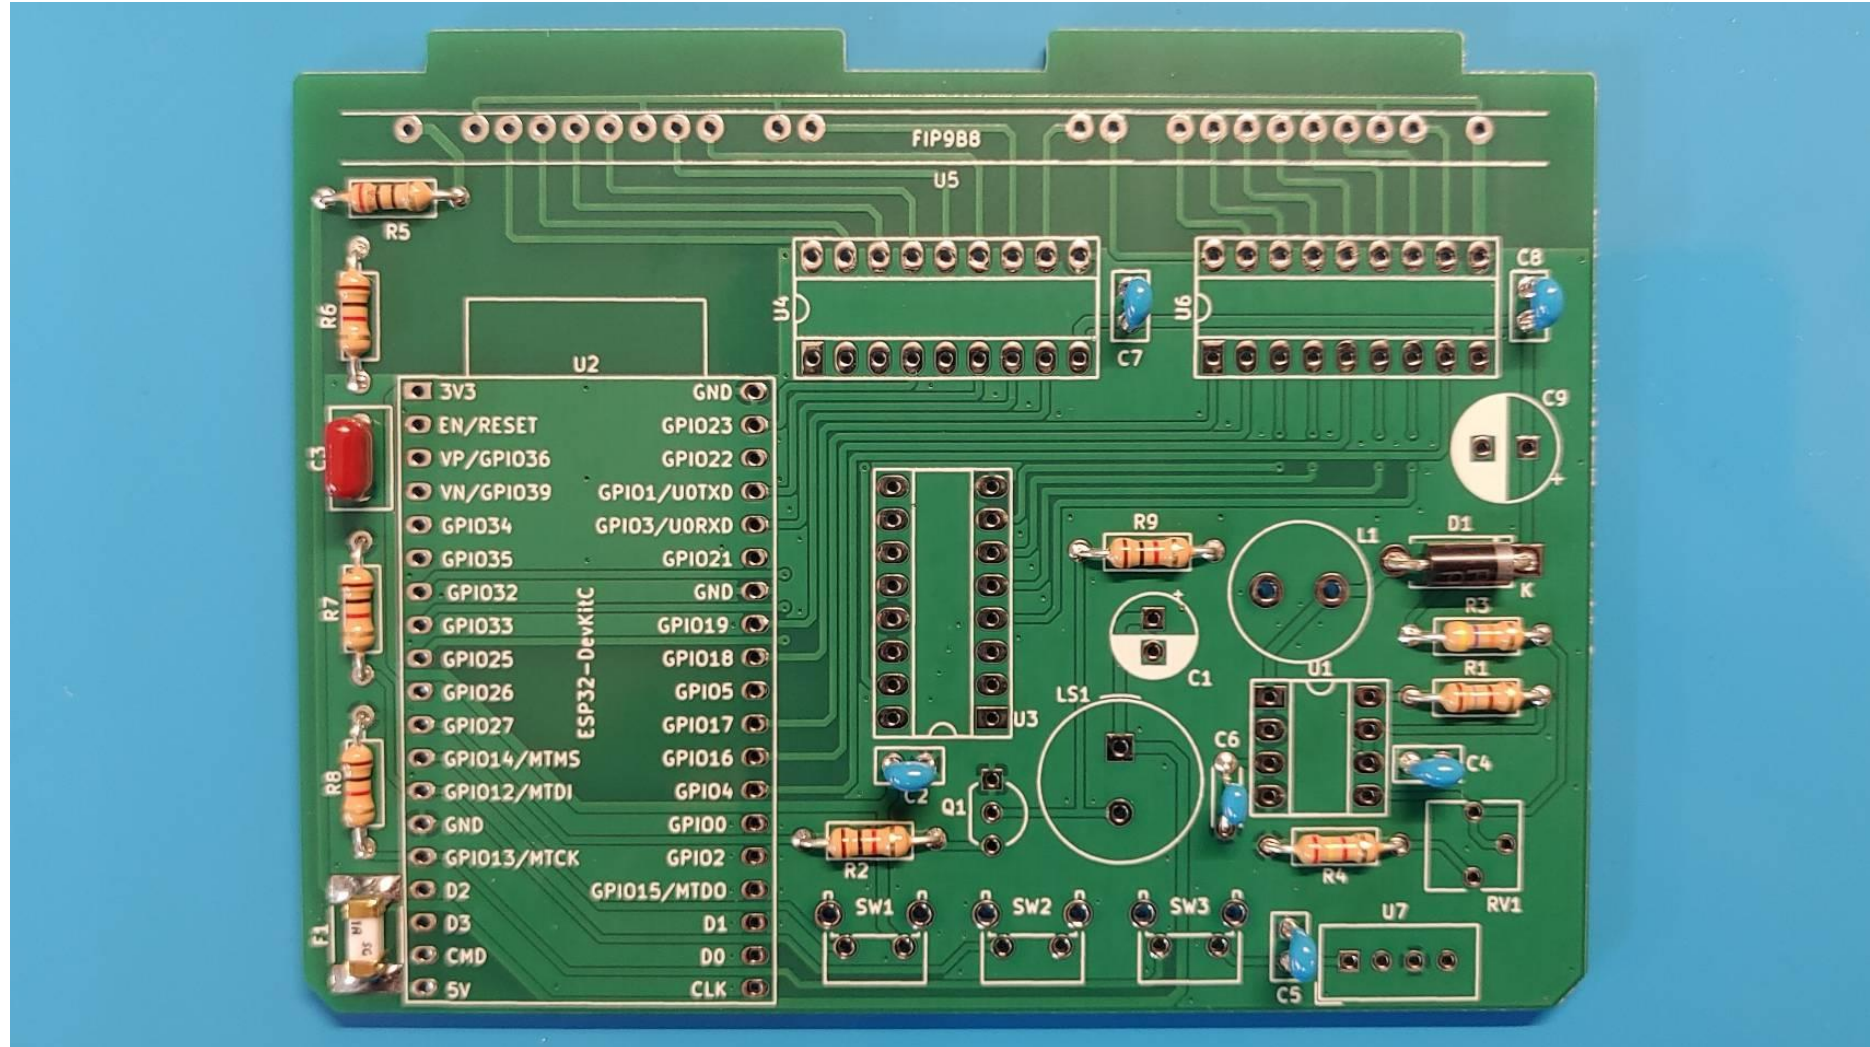 FIP9B8
U5
R5
R6
U4
C7
U6
C8
U2
3V3 GND
EN/RESET GPIO23
VP/GPIO36 GPIO22
VN/GPIO39 GPIO1/U0TXD
GPIO34 GPIO3/U0RXD
GPIO35 GPIO21
GPIO32 GND
GPIO33 GPIO19
GPIO25 GPIO18
GPIO26 GPIO5
GPIO27 GPIO17
GPIO14/MTMS GPIO16
GPIO12/MTDI GPIO4
GND GPIO0
GPIO13/MTCK GPIO2
D2 GPIO15/MTDO
D3 D1
CMD D0
5V CLK
ESP32-DevKitC
C3
R7
R8
F1
C9
+
R9
L1
D1
K
R3
R1
+
C1
U1
LS1
U3
C6
C4
C2
Q1
R2
R4
RV1
SW1
SW2
SW3
U7
C5